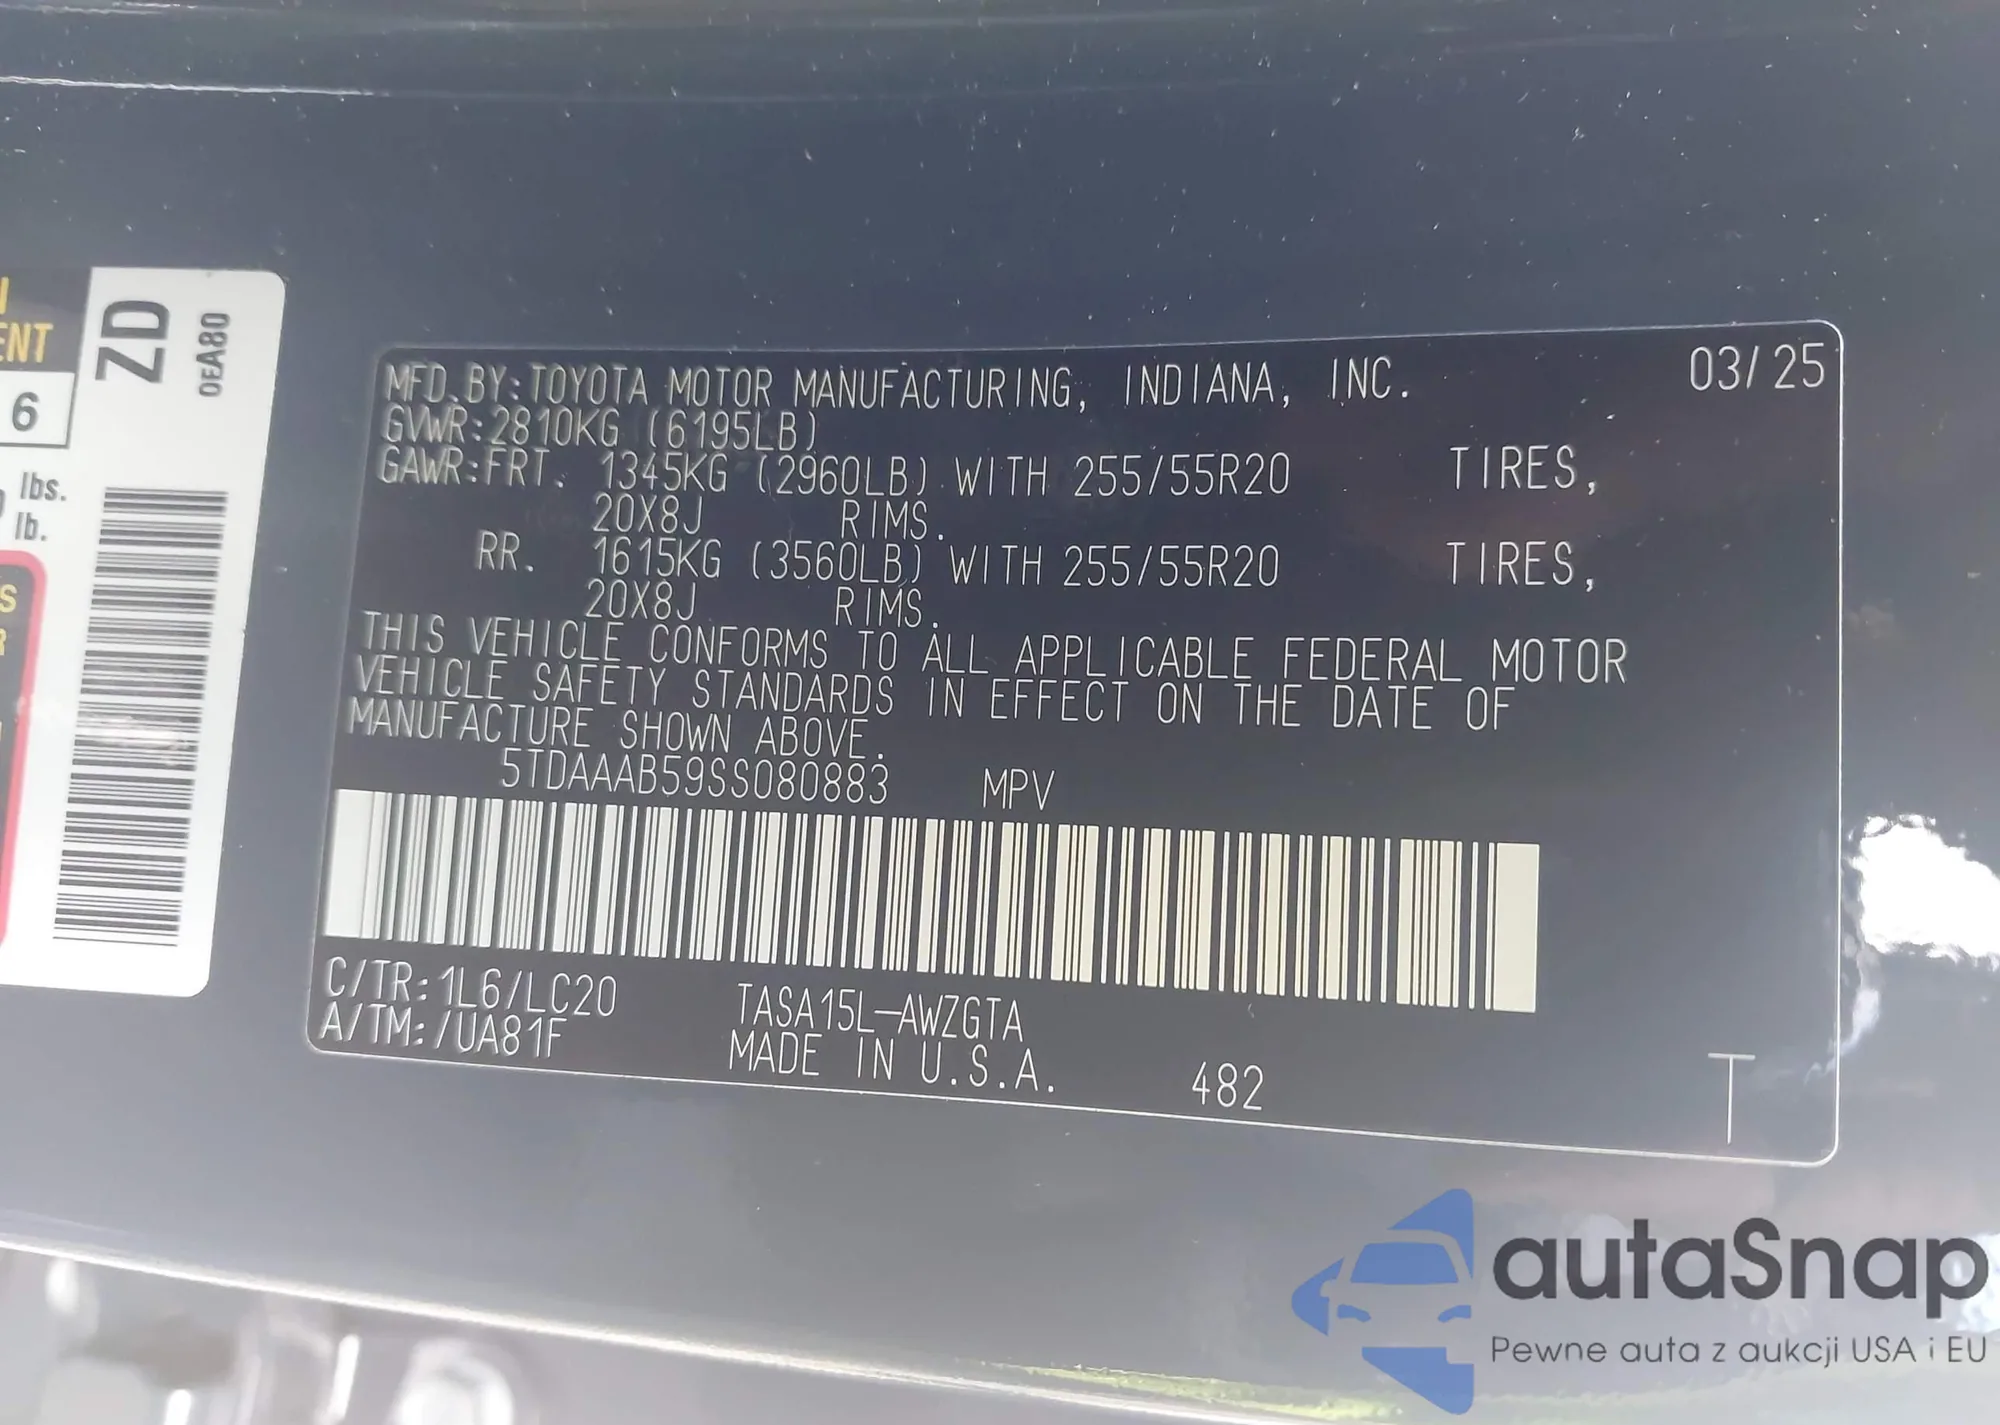 ENT
6
lbs.
lb.
ZD
0EA80
MFD.BY:TOYOTA MOTOR MANUFACTURING, INDIANA, INC. 03/25
GVWR:2810KG (6195LB)
GAWR:FRT. 1345KG (2960LB) WITH 255/55R20 TIRES,
20X8J RIMS.
RR. 1615KG (3560LB) WITH 255/55R20 TIRES,
20X8J RIMS.
THIS VEHICLE CONFORMS TO ALL APPLICABLE FEDERAL MOTOR
VEHICLE SAFETY STANDARDS IN EFFECT ON THE DATE OF
MANUFACTURE SHOWN ABOVE.
5TDAAAB59SS080883 MPV
C/TR:1L6/LC20 TASA15L-AWZGTA
A/TM:/UA81F MADE IN U.S.A. 482 T
autaSnap
Pewne auta z aukcji USA i EU